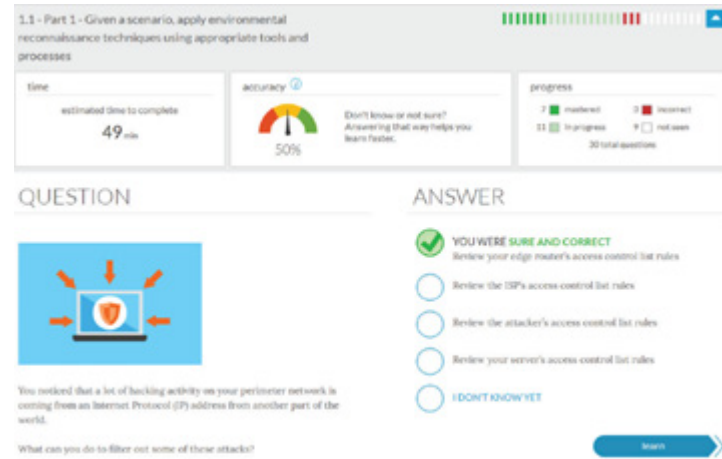 1.1 - Part 1 - Given a scenario, apply environmental
reconnaissance techniques using appropriate tools and
processes
time
estimated time to complete
49 min
accuracy
50%
Don't know or not sure?
Answering that way helps you
learn faster.
progress
7 mastered
3 incorrect
11 in progress
9 not seen
30 total questions
QUESTION
You noticed that a lot of hacking activity on your perimeter network is
coming from an Internet Protocol (IP) address from another part of the
world.
What can you do to filter out some of these attacks?
ANSWER
YOU WERE SURE AND CORRECT
Review your edge router's access control list rules
Review the ISP's access control list rules
Review the attacker's access control list rules
Review your server's access control list rules
I DON'T KNOW YET
learn